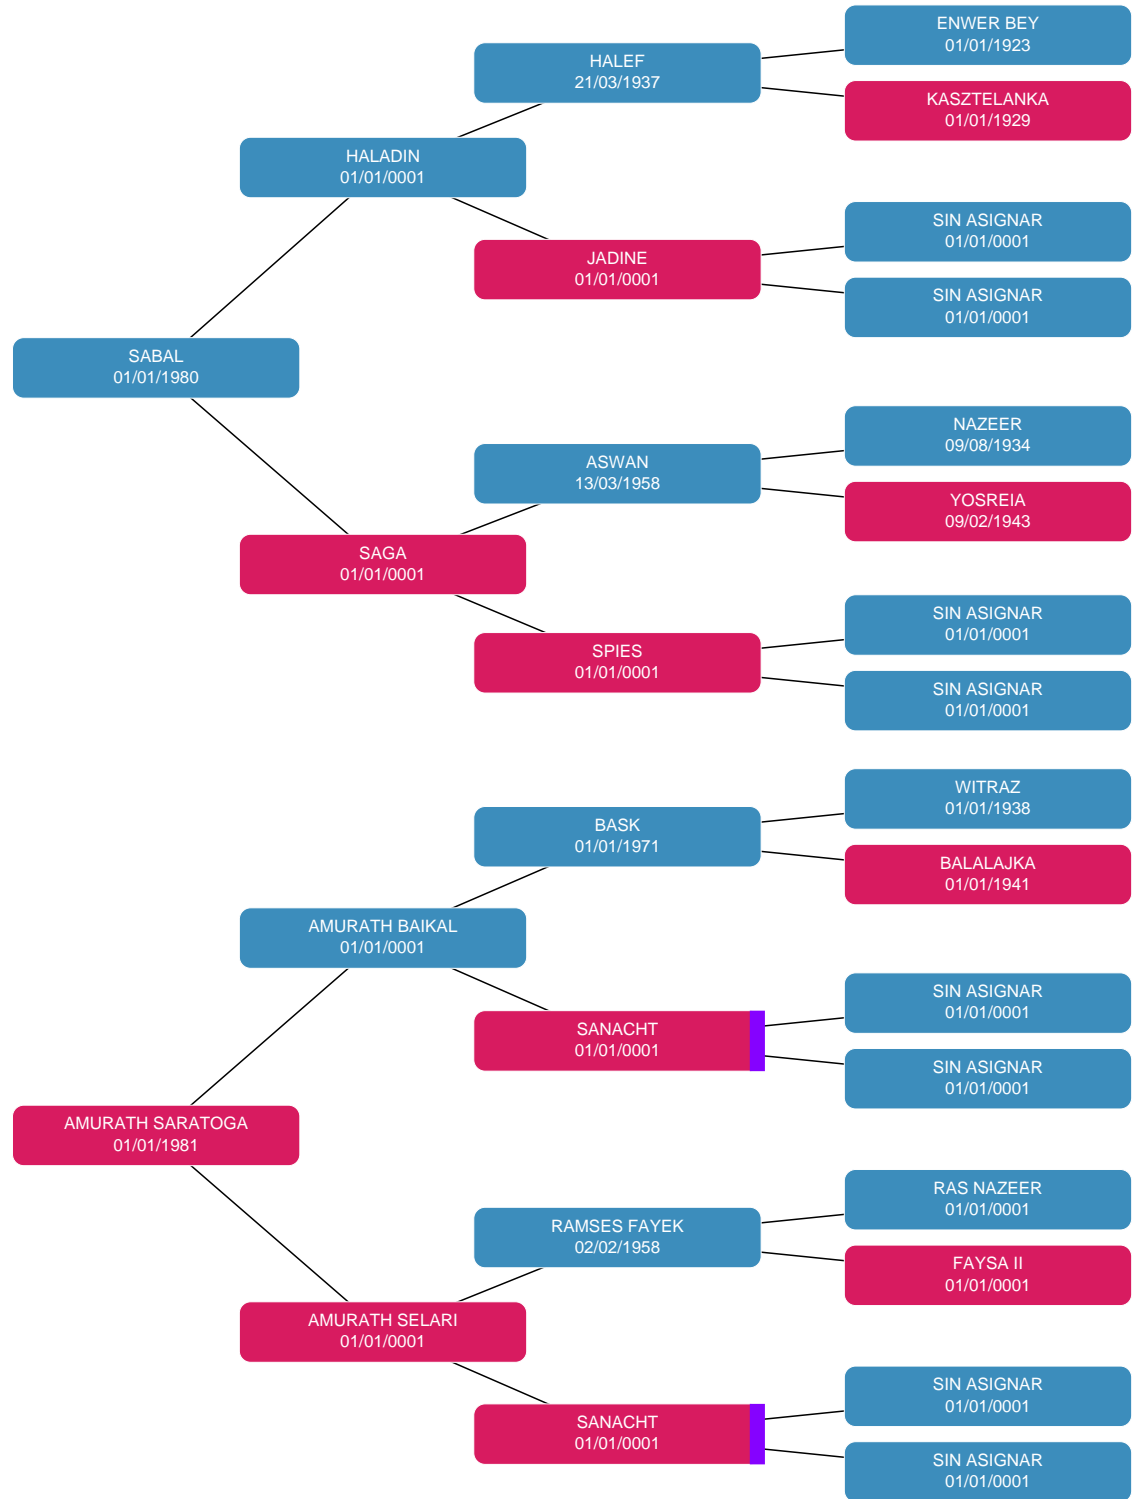 ENWER BEY
01/01/1923
HALEF
21/03/1937
KASZTELANKA
01/01/1929
HALADIN
01/01/0001
SIN ASIGNAR
01/01/0001
JADINE
01/01/0001
SIN ASIGNAR
01/01/0001
SABAL
01/01/1980
NAZEER
09/08/1934
ASWAN
13/03/1958
YOSREIA
09/02/1943
SAGA
01/01/0001
SIN ASIGNAR
01/01/0001
SPIES
01/01/0001
SIN ASIGNAR
01/01/0001
WITRAZ
01/01/1938
BASK
01/01/1971
BALALAJKA
01/01/1941
AMURATH BAIKAL
01/01/0001
SIN ASIGNAR
01/01/0001
SANACHT
01/01/0001
SIN ASIGNAR
01/01/0001
AMURATH SARATOGA
01/01/1981
RAS NAZEER
01/01/0001
RAMSES FAYEK
02/02/1958
FAYSA II
01/01/0001
AMURATH SELARI
01/01/0001
SIN ASIGNAR
01/01/0001
SANACHT
01/01/0001
SIN ASIGNAR
01/01/0001